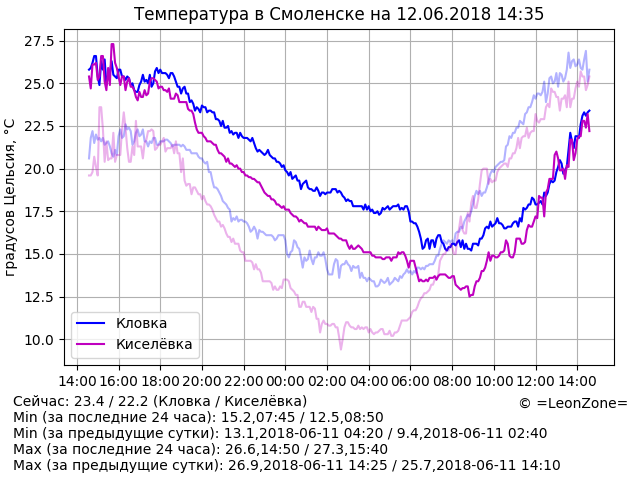 Температура в Смоленске на 12.06.2018 14:35
градусов Цельсия, °C
27.5
25.0
22.5
20.0
17.5
15.0
12.5
10.0
Кловка
Киселёвка
14:00 16:00 18:00 20:00 22:00 00:00 02:00 04:00 06:00 08:00 10:00 12:00 14:00
Сейчас: 23.4 / 22.2 (Кловка / Киселёвка)
© =LeonZone=
Min (за последние 24 часа): 15.2,07:45 / 12.5,08:50
Min (за предыдущие сутки): 13.1,2018-06-11 04:20 / 9.4,2018-06-11 02:40
Max (за последние 24 часа): 26.6,14:50 / 27.3,15:40
Max (за предыдущие сутки): 26.9,2018-06-11 14:25 / 25.7,2018-06-11 14:10